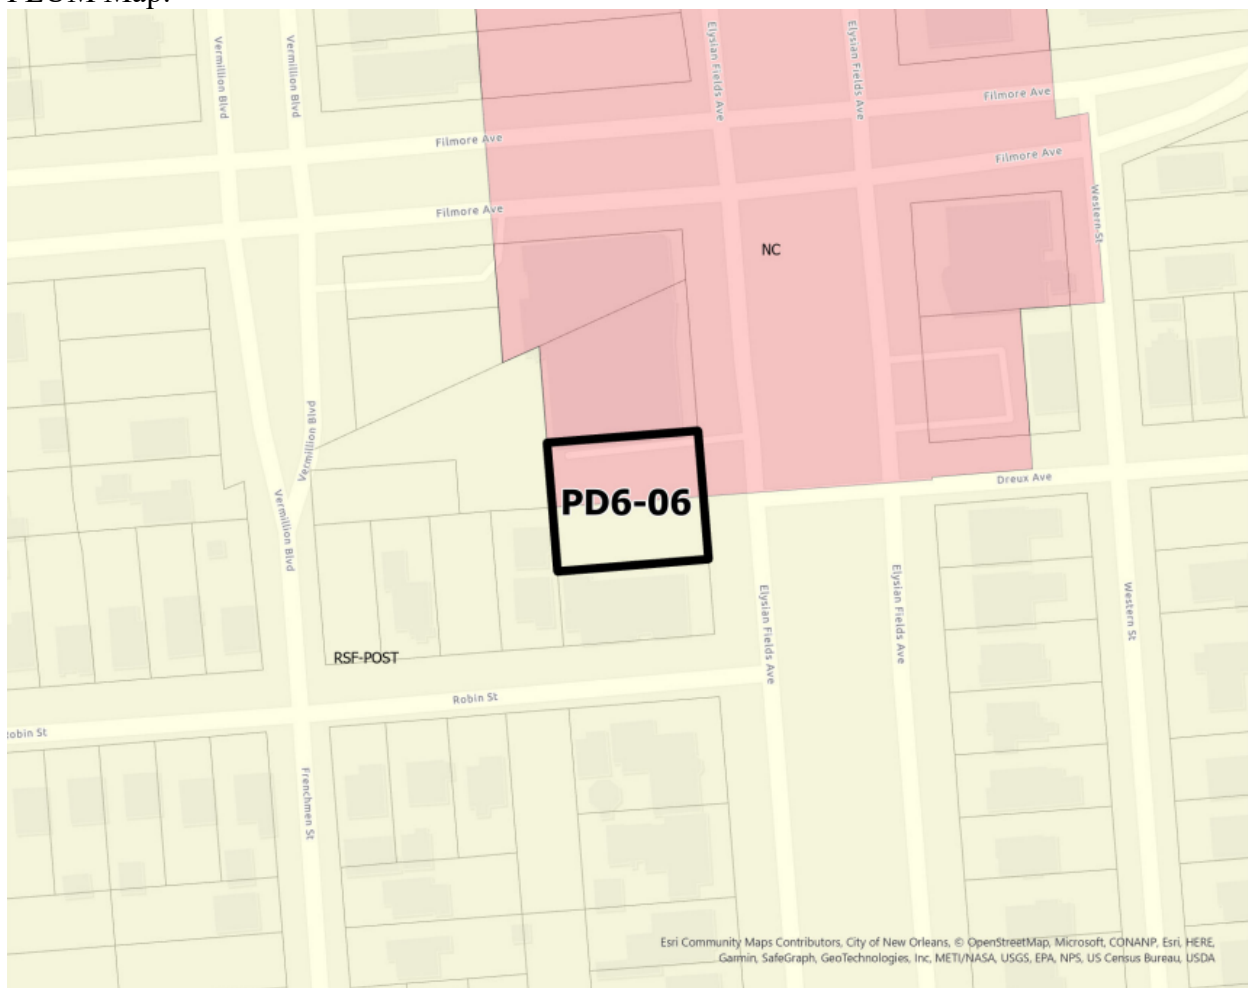 FLUM Map:
Vermillion Blvd
Vermillion Blvd
Elysian Fields Ave
Elysian Fields Ave
Filmore Ave
Filmore Ave
Filmore Ave
Filmore Ave
Western St
NC
Vermillion Blvd
Dreux Ave
PD6-06
Vermillion Blvd
Elysian Fields Ave
Elysian Fields Ave
Western St
RSF-POST
Robin St
Robin St
Frenchmen St
Esri Community Maps Contributors, City of New Orleans, © OpenStreetMap, Microsoft, CONANP, Esri, HERE,
Garmin, SafeGraph, GeoTechnologies, Inc, METI/NASA, USGS, EPA, NPS, US Census Bureau, USDA